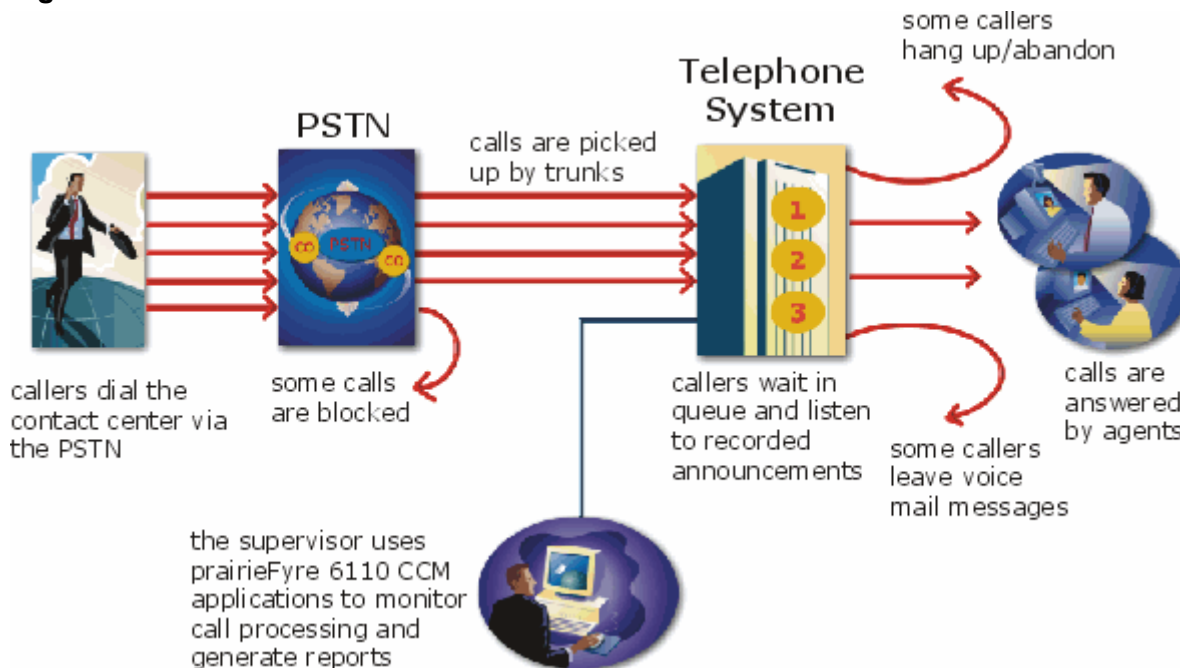 some callers
hang up/abandon
Telephone
System
PSTN
calls are picked
up by trunks
1
2
3
CO
PSTN
CO
callers dial the
contact center via
the PSTN
some calls
are blocked
callers wait in
queue and listen
to recorded
announcements
calls are
answered
by agents
some callers
leave voice
mail messages
the supervisor uses
prairieFyre 6110 CCM
applications to monitor
call processing and
generate reports